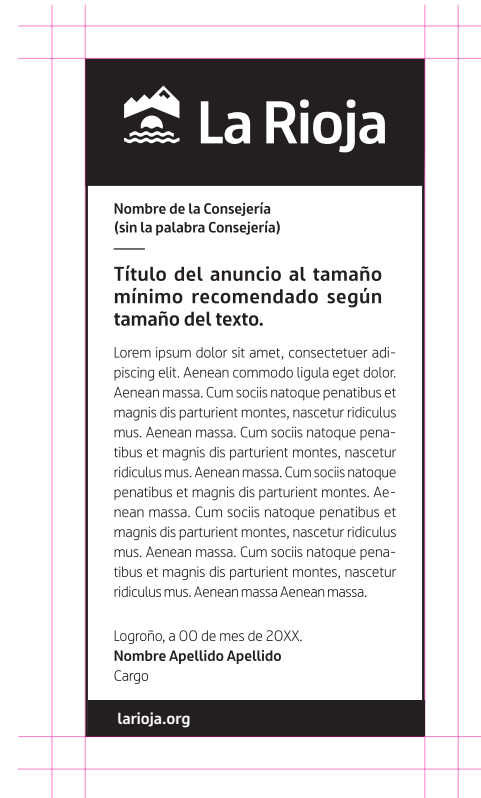 La Rioja
Nombre de la Consejería
(sin la palabra Consejería)
Título del anuncio al tamaño
mínimo recomendado según
tamaño del texto.
Lorem ipsum dolor sit amet, consectetuer adi-
piscing elit. Aenean commodo ligula eget dolor.
Aenean massa. Cum sociis natoque penatibus et
magnis dis parturient montes, nascetur ridiculus
mus. Aenean massa. Cum sociis natoque pena-
tibus et magnis dis parturient montes, nascetur
ridiculus mus. Aenean massa. Cum sociis natoque
penatibus et magnis dis parturient montes. Ae-
nean massa. Cum sociis natoque penatibus et
magnis dis parturient montes, nascetur ridiculus
mus. Aenean massa. Cum sociis natoque pena-
tibus et magnis dis parturient montes, nascetur
ridiculus mus. Aenean massa Aenean massa.
Logroño, a 00 de mes de 20XX.
Nombre Apellido Apellido
Cargo
larioja.org